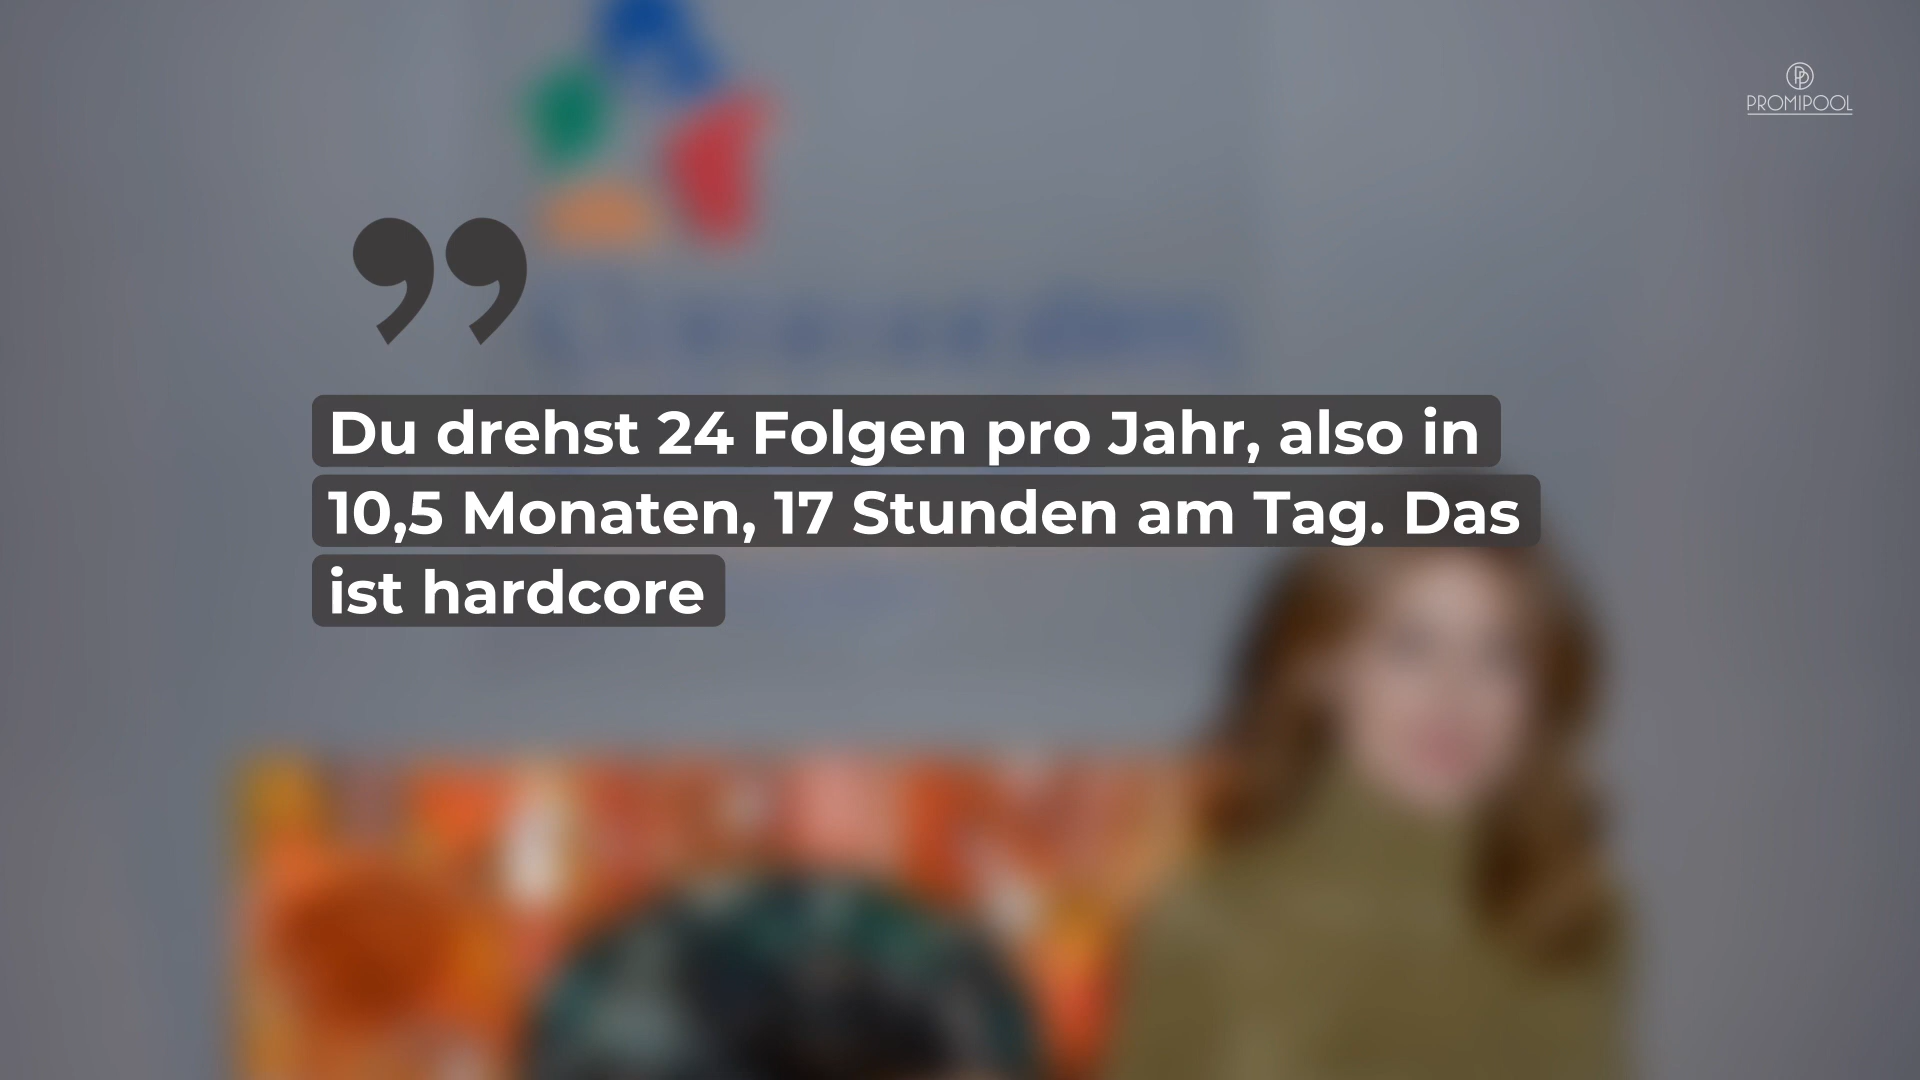 PROMIPOOL
”
Du drehst 24 Folgen pro Jahr, also in
10,5 Monaten, 17 Stunden am Tag. Das
ist hardcore